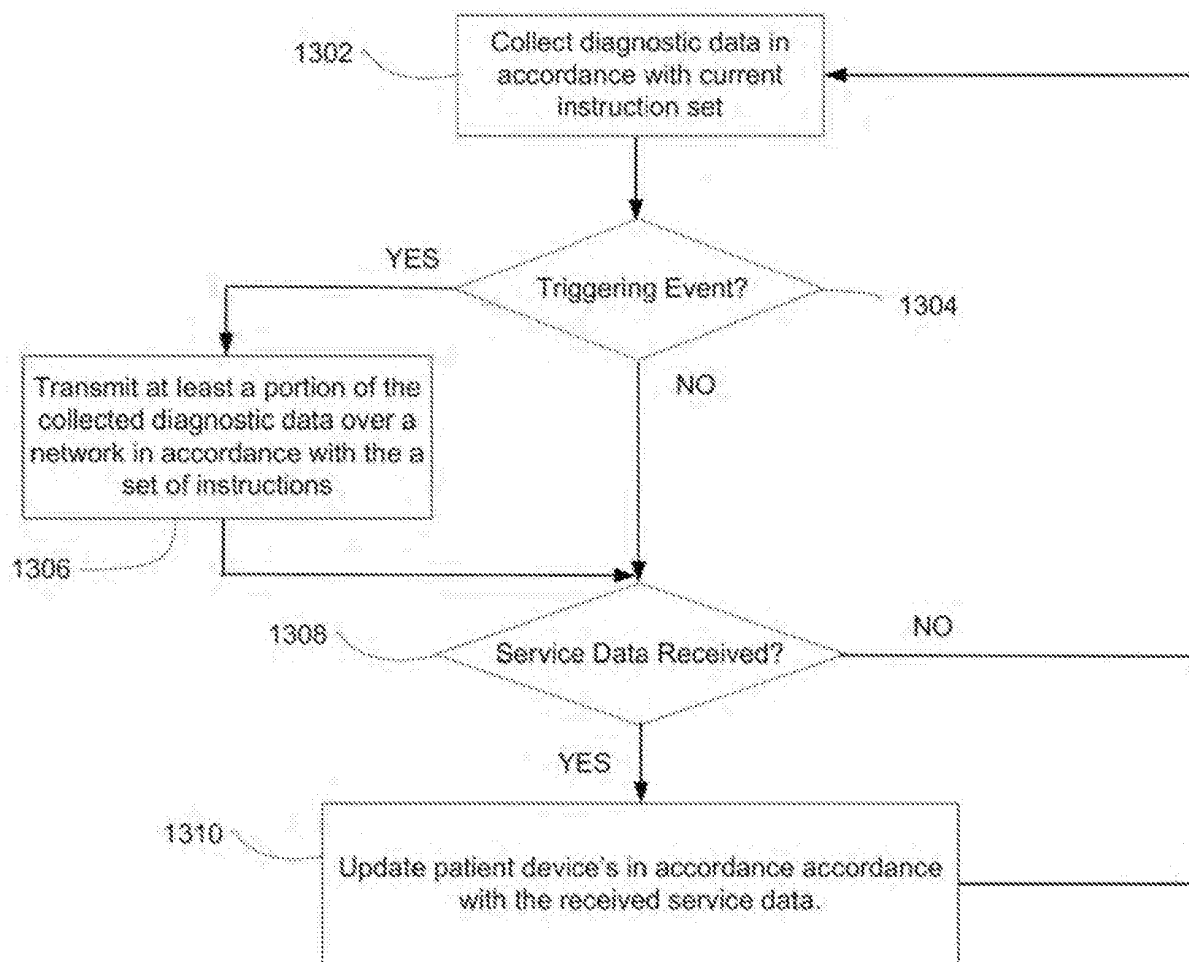 1302
Collect diagnostic data in
accordance with current
instruction set
YES
Triggering Event?
1304
NO
Transmit at least a portion of the
collected diagnostic data over a
network in accordance with the a
set of instructions
1306
1308
Service Data Received?
NO
YES
1310
Update patient device's in accordance accordance
with the received service data.